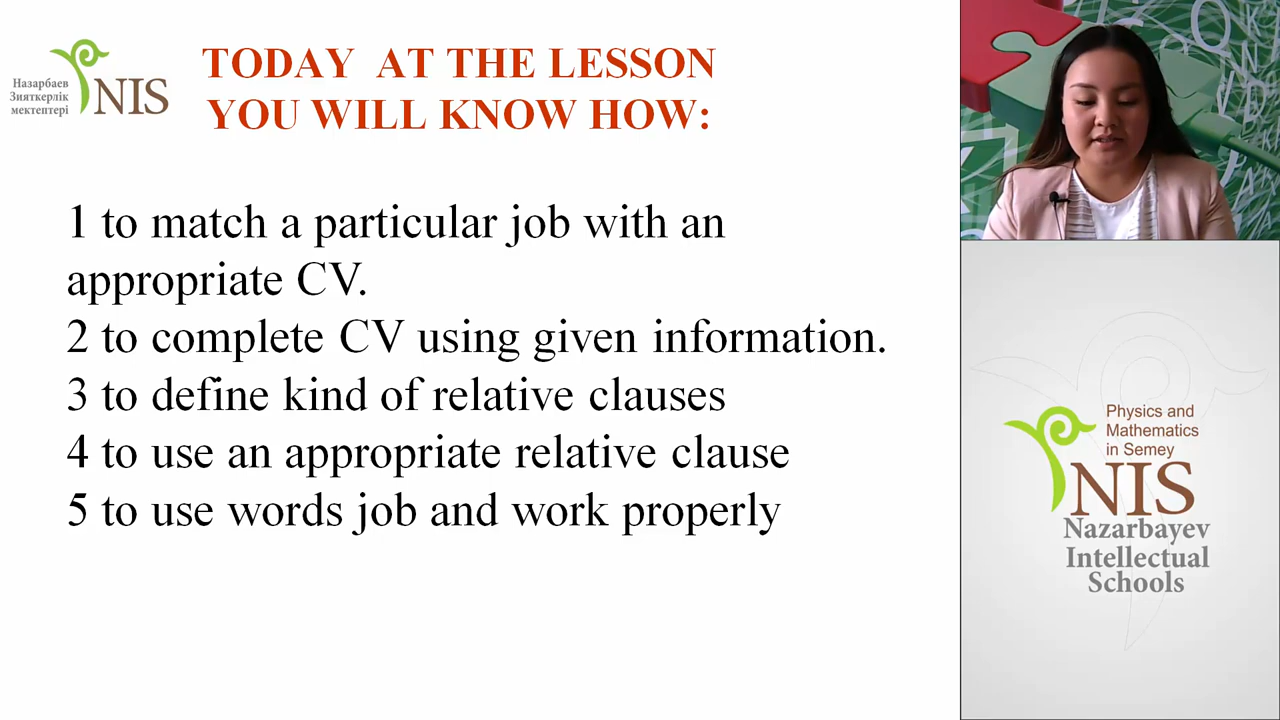 Назарбаев
Зияткерлік
мектептері
NIS
TODAY AT THE LESSON
YOU WILL KNOW HOW:
1 to match a particular job with an
appropriate CV.
2 to complete CV using given information.
3 to define kind of relative clauses
4 to use an appropriate relative clause
5 to use words job and work properly
Physics and
Mathematics
in Semey
NIS
Nazarbayev
Intellectual
Schools